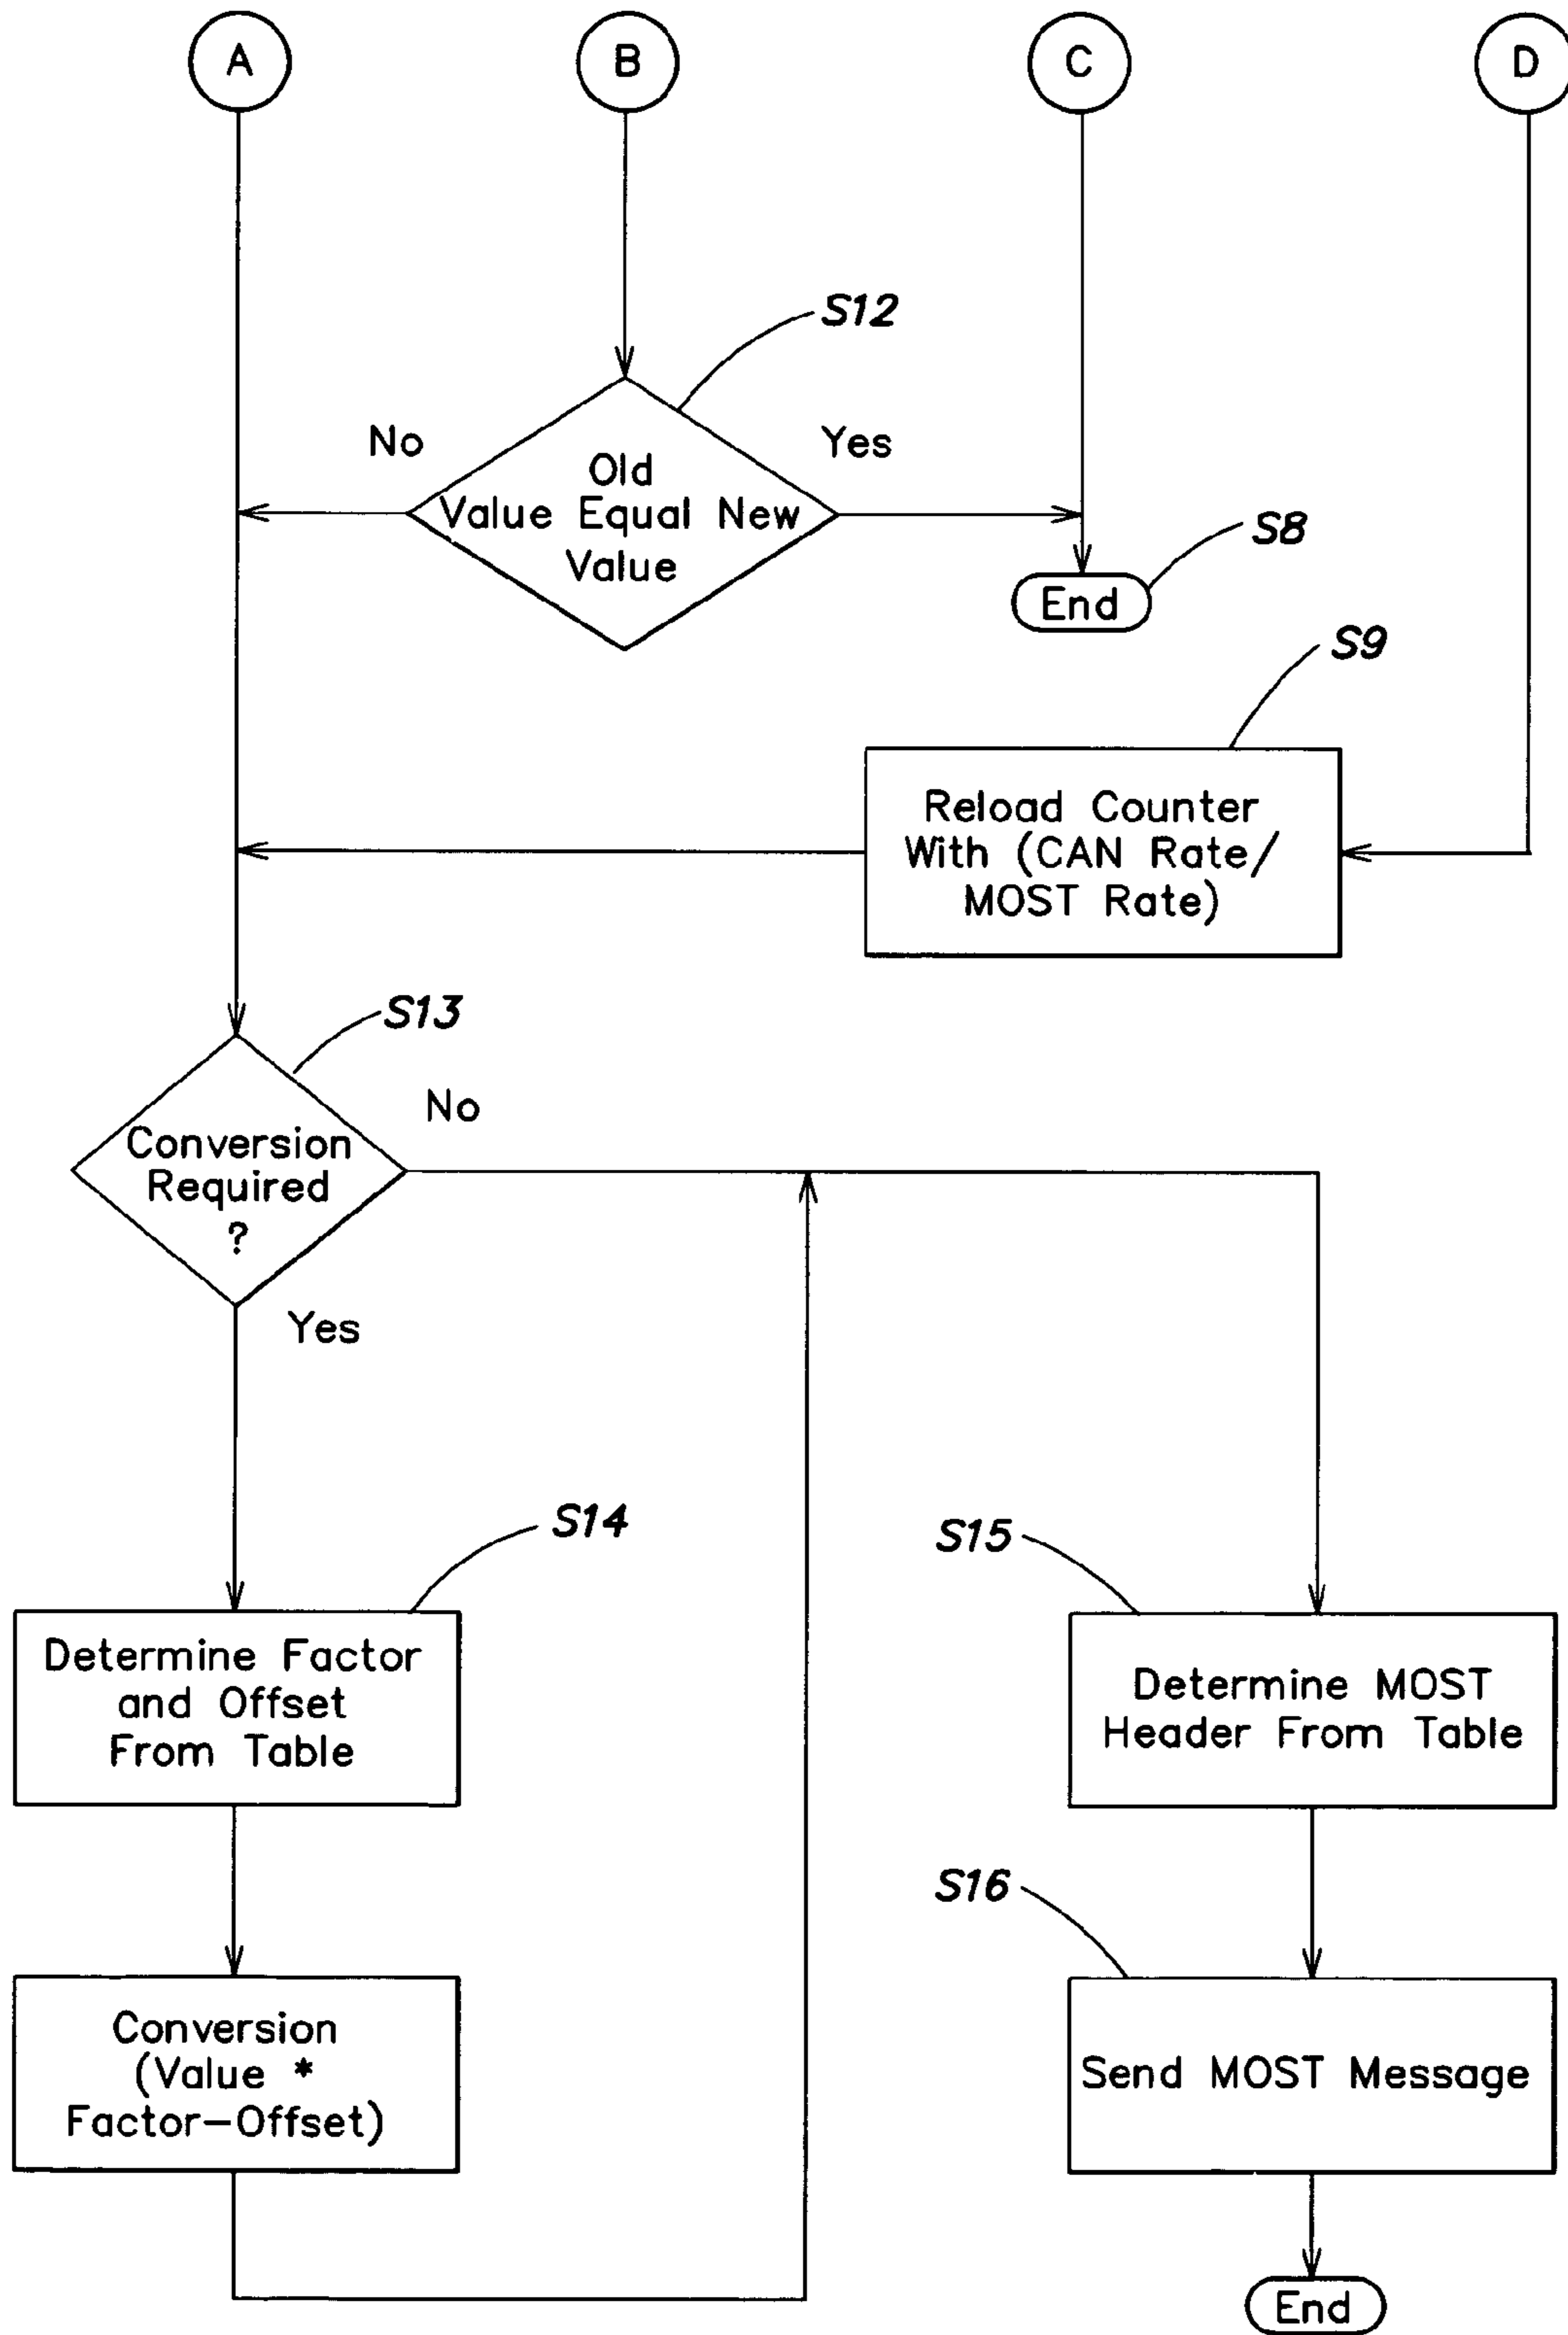 A
B
C
D
S12
No
Yes
Old
Value Equal New
Value
S8
End
S9
Reload Counter
With (CAN Rate/
MOST Rate)
S13
No
Conversion
Required
?
Yes
S14
Determine Factor
and Offset
From Table
S15
Determine MOST
Header From Table
Conversion
(Value *
Factor-Offset)
S16
Send MOST Message
End